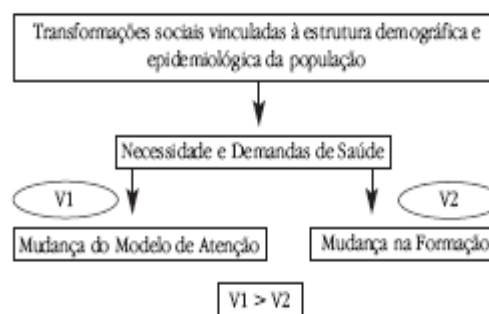 Transformações sociais vinculadas à estrutura demográfica e
epidemiológica da população
Necessidade e Demandas de Saúde
V1
V2
Mudança do Modelo de Atenção
Mudança na Formação
V1 > V2